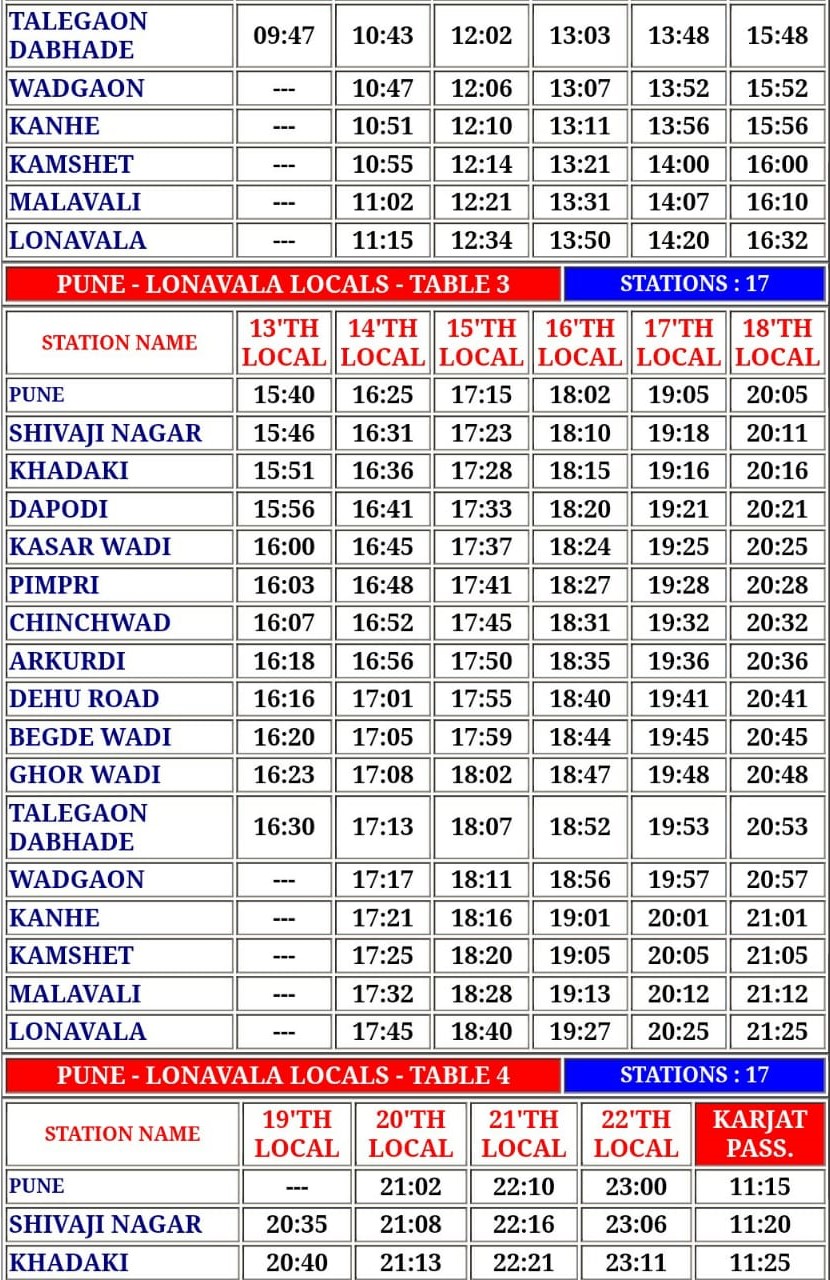 TALEGAON DABHADE 09:47 10:43 12:02 13:03 13:48 15:48
WADGAON --- 10:47 12:06 13:07 13:52 15:52
KANHE --- 10:51 12:10 13:11 13:56 15:56
KAMSHET --- 10:55 12:14 13:21 14:00 16:00
MALAVALI --- 11:02 12:21 13:31 14:07 16:10
LONAVALA --- 11:15 12:34 13:50 14:20 16:32
PUNE - LONAVALA LOCALS - TABLE 3 STATIONS : 17
STATION NAME 13'TH LOCAL 14'TH LOCAL 15'TH LOCAL 16'TH LOCAL 17'TH LOCAL 18'TH LOCAL
PUNE 15:40 16:25 17:15 18:02 19:05 20:05
SHIVAJI NAGAR 15:46 16:31 17:23 18:10 19:18 20:11
KHADAKI 15:51 16:36 17:28 18:15 19:16 20:16
DAPODI 15:56 16:41 17:33 18:20 19:21 20:21
KASAR WADI 16:00 16:45 17:37 18:24 19:25 20:25
PIMPRI 16:03 16:48 17:41 18:27 19:28 20:28
CHINCHWAD 16:07 16:52 17:45 18:31 19:32 20:32
ARKURDI 16:18 16:56 17:50 18:35 19:36 20:36
DEHU ROAD 16:16 17:01 17:55 18:40 19:41 20:41
BEGDE WADI 16:20 17:05 17:59 18:44 19:45 20:45
GHOR WADI 16:23 17:08 18:02 18:47 19:48 20:48
TALEGAON DABHADE 16:30 17:13 18:07 18:52 19:53 20:53
WADGAON --- 17:17 18:11 18:56 19:57 20:57
KANHE --- 17:21 18:16 19:01 20:01 21:01
KAMSHET --- 17:25 18:20 19:05 20:05 21:05
MALAVALI --- 17:32 18:28 19:13 20:12 21:12
LONAVALA --- 17:45 18:40 19:27 20:25 21:25
PUNE - LONAVALA LOCALS - TABLE 4 STATIONS : 17
STATION NAME 19'TH LOCAL 20'TH LOCAL 21'TH LOCAL 22'TH LOCAL KARJAT PASS.
PUNE --- 21:02 22:10 23:00 11:15
SHIVAJI NAGAR 20:35 21:08 22:16 23:06 11:20
KHADAKI 20:40 21:13 22:21 23:11 11:25